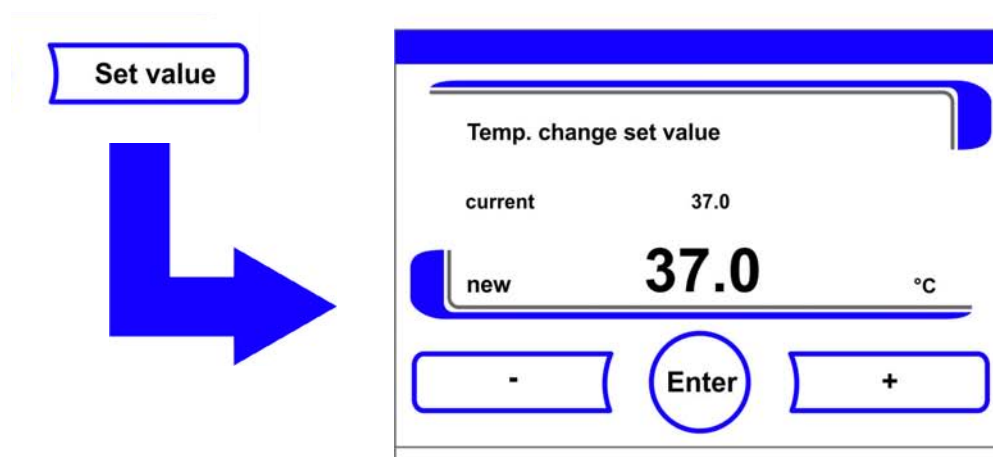 Set value
Temp. change set value
current 37.0
new 37.0 °C
- Enter +